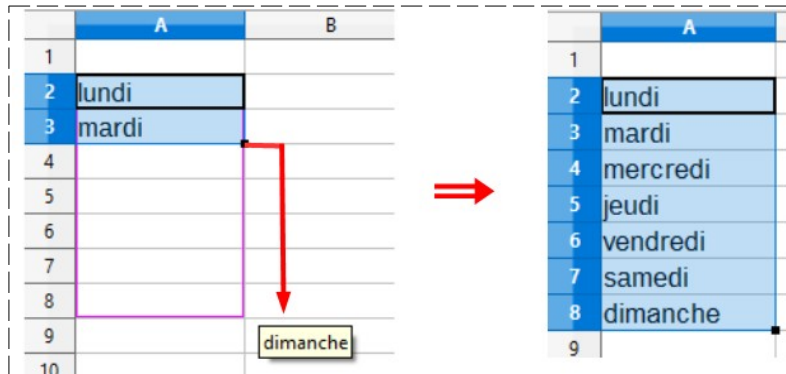 A B
1
2 lundi
3 mardi
4
5
6
7
8
9
10
dimanche
A
1
2 lundi
3 mardi
4 mercredi
5 jeudi
6 vendredi
7 samedi
8 dimanche
9